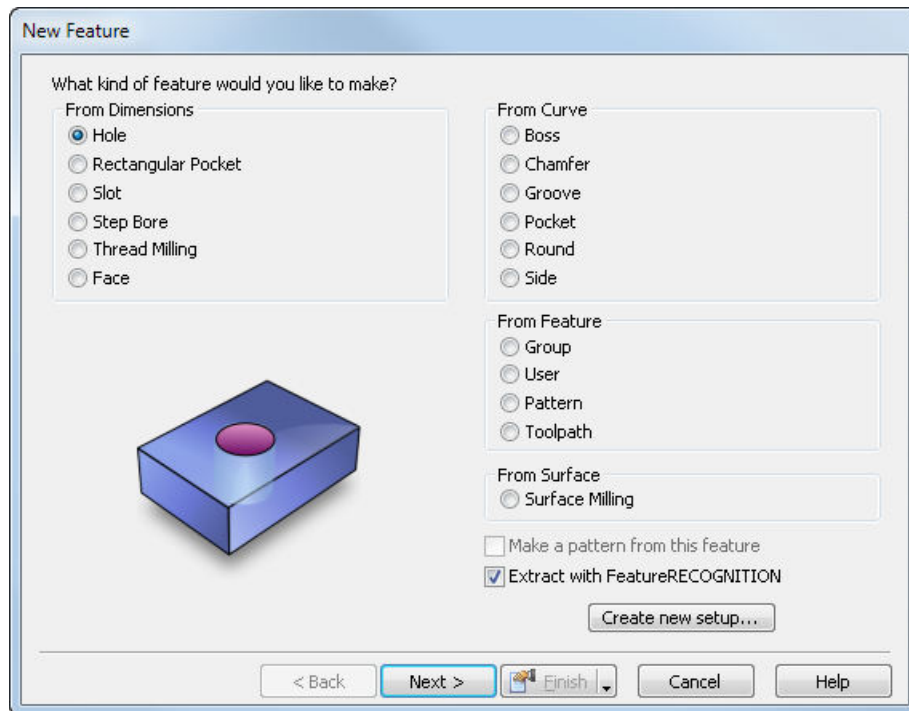 New Feature
What kind of feature would you like to make?
From Dimensions
Hole
Rectangular Pocket
Slot
Step Bore
Thread Milling
Face
From Curve
Boss
Chamfer
Groove
Pocket
Round
Side
From Feature
Group
User
Pattern
Toolpath
From Surface
Surface Milling
Make a pattern from this feature
Extract with FeatureRECOGNITION
Create new setup...
< Back
Next >
Finish
Cancel
Help